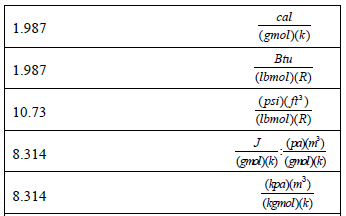 1.987 cal/(gmol)(k)
1.987 Btu/(lbmol)(R)
10.73 (psi)(ft³)/(lbmol)(R)
8.314 J/(gmol)(k) : (pa)(m³)/(gmol)(k)
8.314 (kpa)(m³)/(kgmol)(k)